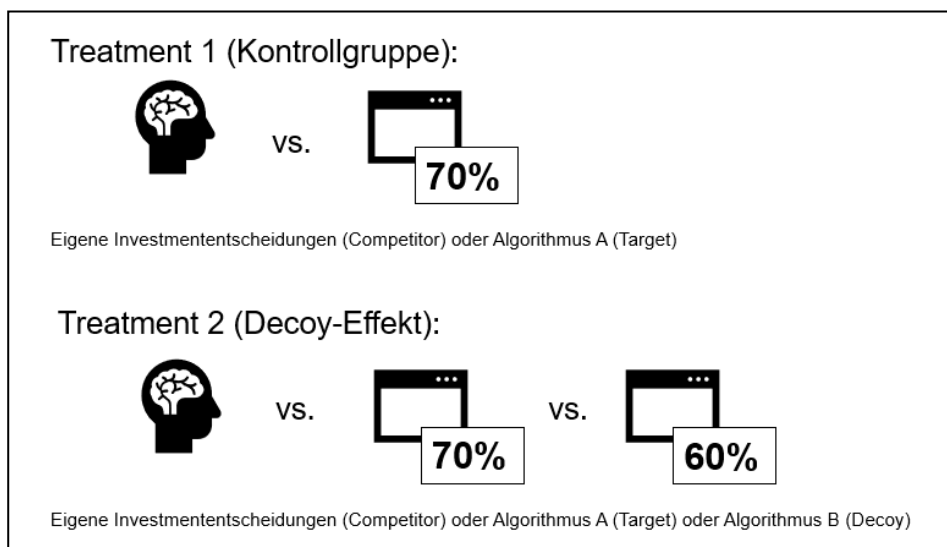 Treatment 1 (Kontrollgruppe):
vs.
70%
Eigene Investmententscheidungen (Competitor) oder Algorithmus A (Target)
Treatment 2 (Decoy-Effekt):
vs. vs.
70% 60%
Eigene Investmententscheidungen (Competitor) oder Algorithmus A (Target) oder Algorithmus B (Decoy)